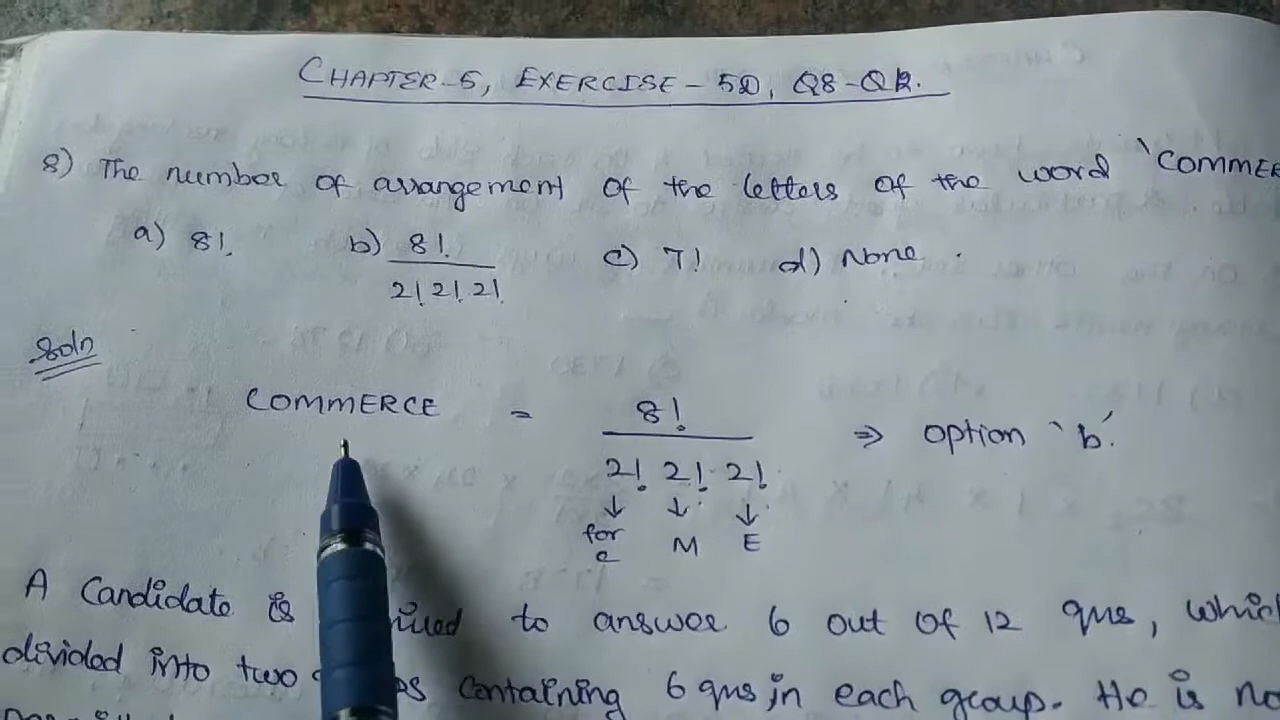 CHAPTER-5, EXERCISE - 5D, Q8-Q12.
8) The number of arrangement of the letters of the word 'COMMER
a) 8!. b) 8! / 2! 2! 2! c) 7! d) None.
Soln
COMMERCE = 8! / 2! 2! 2! ⇒ option 'b'.
↓ ↓ ↓
for C M E
A Candidate is to answer 6 out of 12 qns, which
divided into two containing 6 qns, in each group. He is no